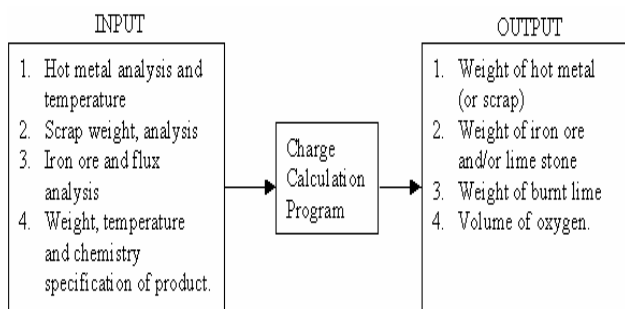 INPUT
1. Hot metal analysis and
temperature
2. Scrap weight, analysis
3. Iron ore and flux
analysis
4. Weight, temperature
and chemistry
specification of product.
Charge
Calculation
Program
OUTPUT
1. Weight of hot metal
(or scrap)
2. Weight of iron ore
and/or lime stone
3. Weight of burnt lime
4. Volume of oxygen.